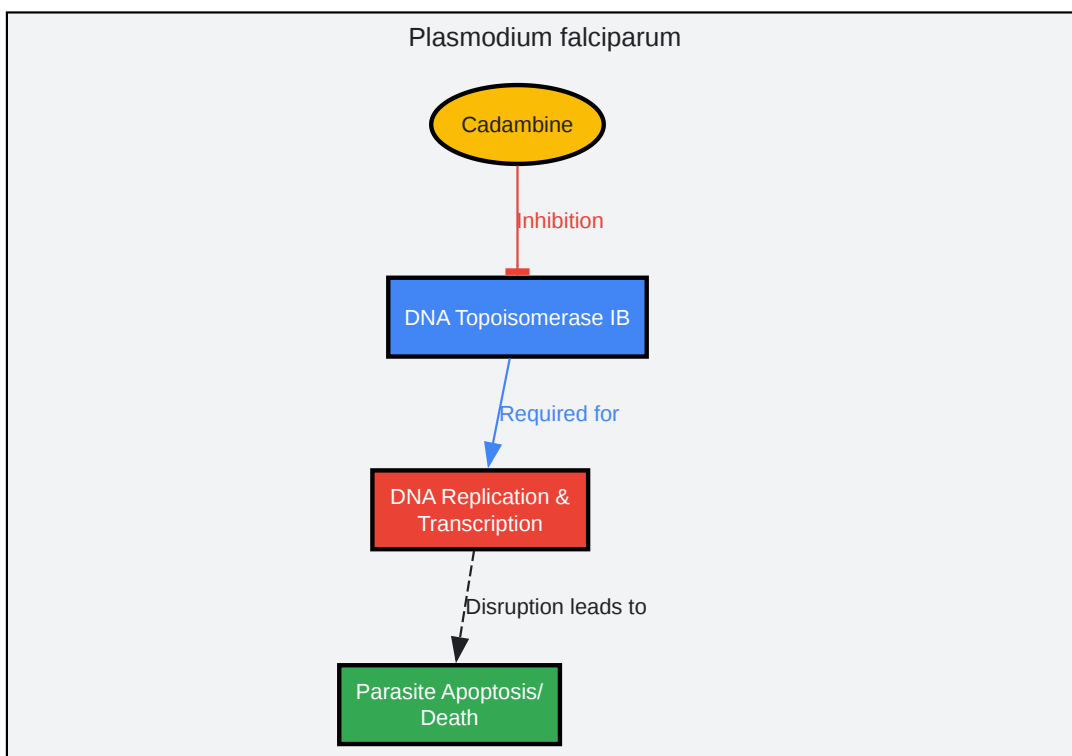 Plasmodium falciparum
Cadambine
Inhibition
DNA Topoisomerase IB
Required for
DNA Replication &
Transcription
Disruption leads to
Parasite Apoptosis/
Death